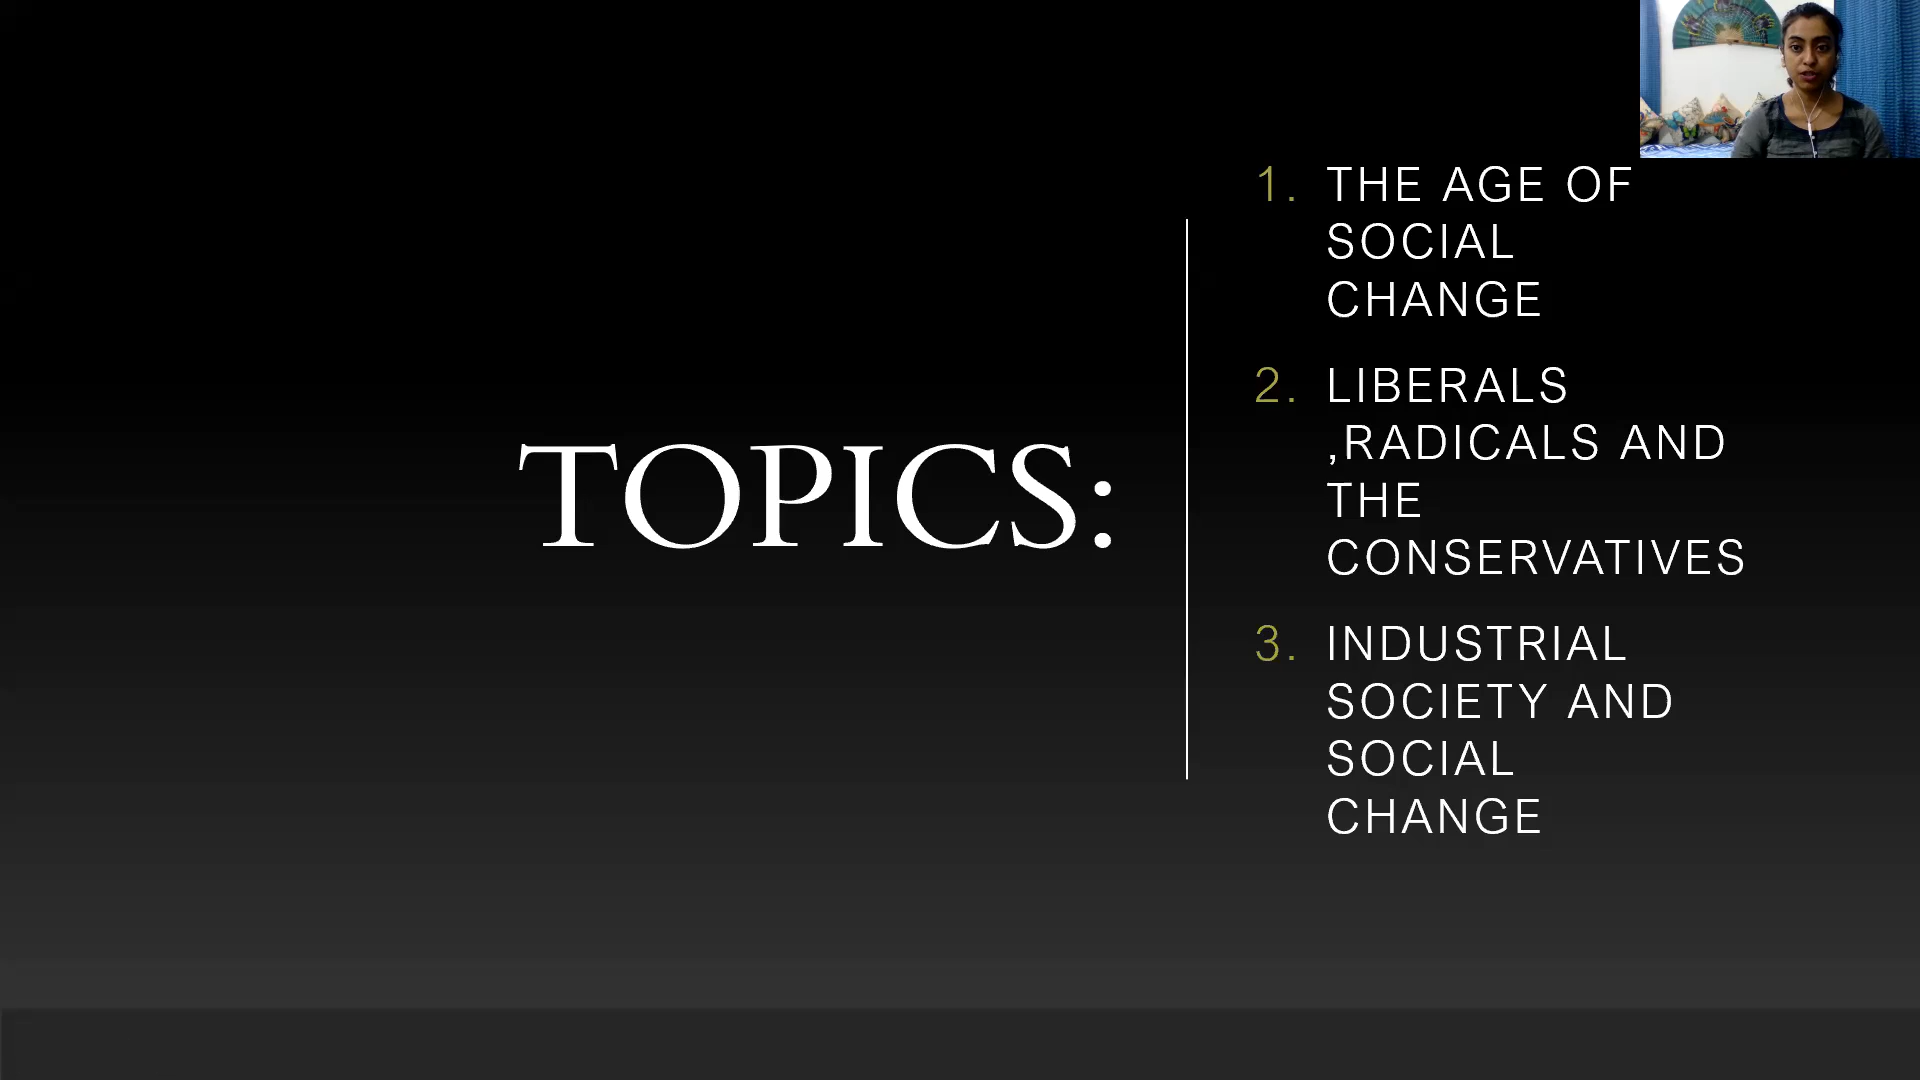 TOPICS:
1. THE AGE OF
SOCIAL
CHANGE
2. LIBERALS
,RADICALS AND
THE
CONSERVATIVES
3. INDUSTRIAL
SOCIETY AND
SOCIAL
CHANGE